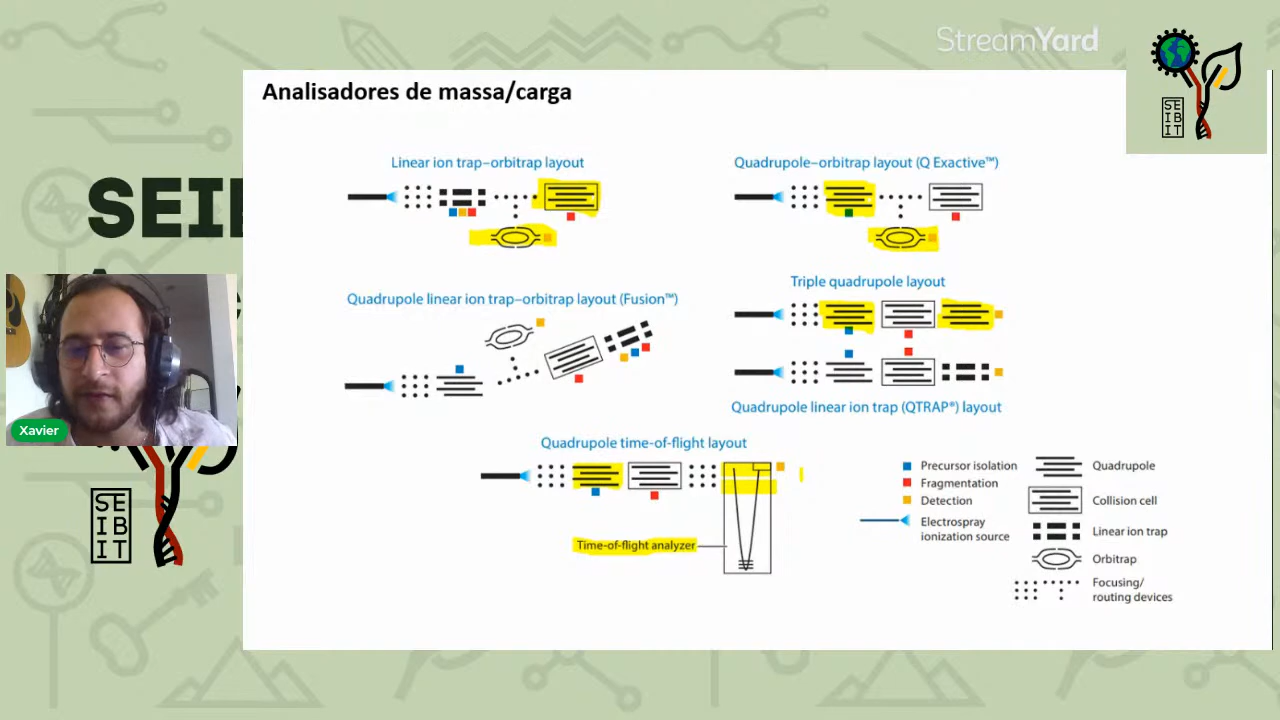 StreamYard
SE
IB
IT
Analisadores de massa/carga
Linear ion trap–orbitrap layout
Quadrupole–orbitrap layout (Q Exactive™)
SEI
Triple quadrupole layout
Quadrupole linear ion trap–orbitrap layout (Fusion™)
Quadrupole linear ion trap (QTRAP®) layout
Xavier
Quadrupole time-of-flight layout
Time-of-flight analyzer
Precursor isolation
Fragmentation
Detection
Electrospray
ionization source
Quadrupole
Collision cell
Linear ion trap
Orbitrap
Focusing/
routing devices
SE
IB
IT